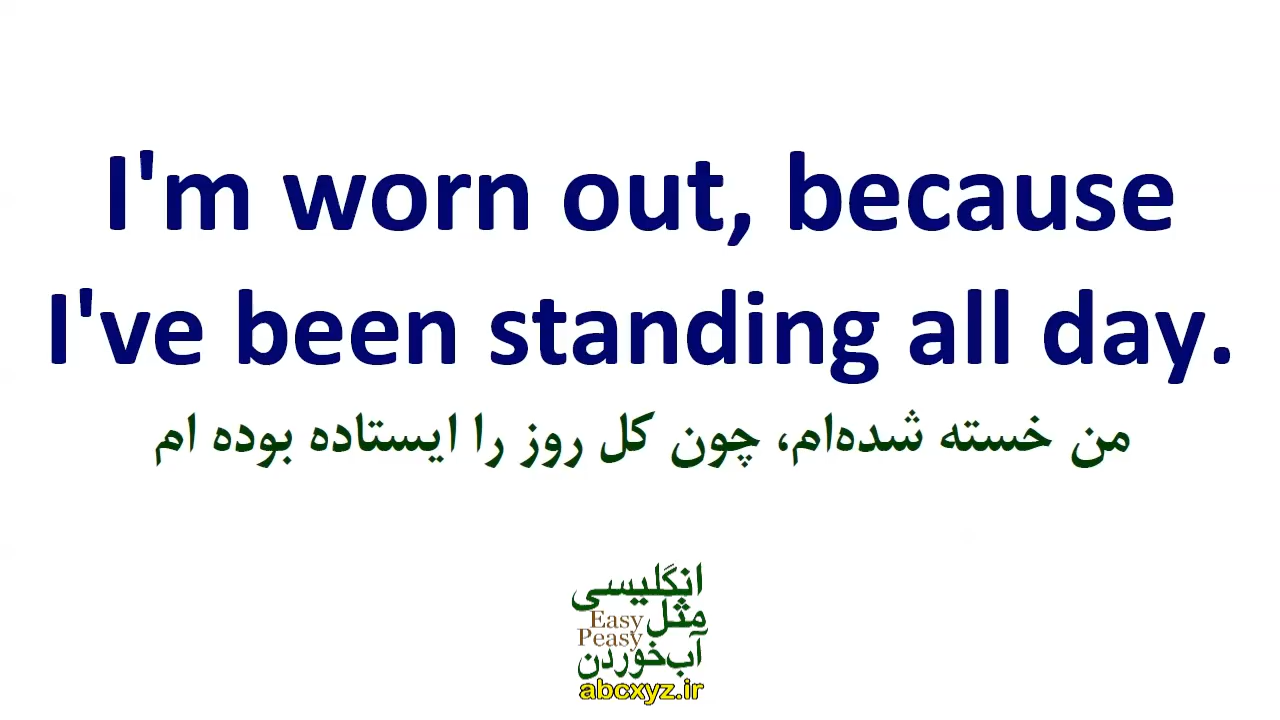 I'm worn out, because
I've been standing all day.
من خسته شده‌ام، چون کل روز را ایستاده بوده ام
انگلیسی
مثل
Easy
Peasy
آب‌خوردن
abcxyz.ir